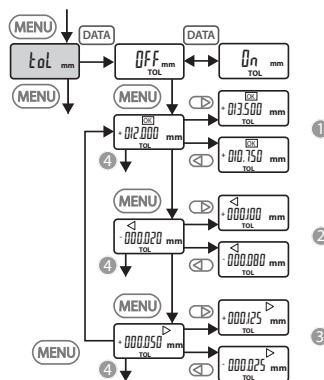 MENU
DATA
DATA
toL mm
OFF mm
TOL
On mm
TOL
MENU
MENU
OK
+ 012.000 mm
TOL
OK
+ 013.500 mm
TOL
1
OK
+ 010.750 mm
TOL
4
MENU
- 000.020 mm
TOL
+ 000.100 mm
TOL
2
- 000.080 mm
TOL
4
MENU
+ 000.050 mm
TOL
+ 000.125 mm
TOL
3
- 000.025 mm
TOL
MENU
4